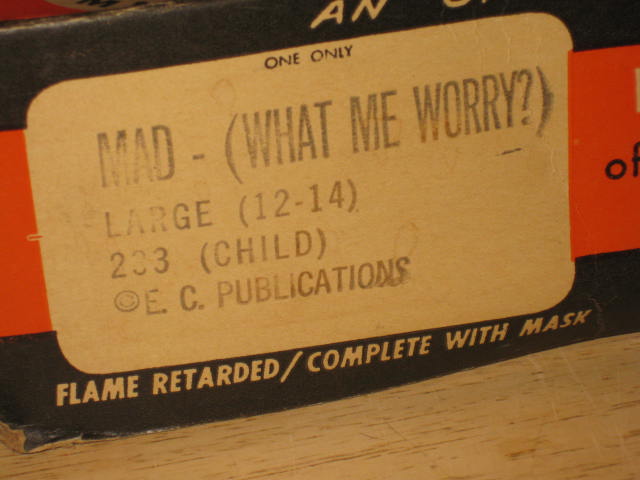 AN
ONE ONLY
MAD - (WHAT ME WORRY?)
LARGE (12-14)
233 (CHILD)
©E. C. PUBLICATIONS
of
FLAME RETARDED/COMPLETE WITH MASK